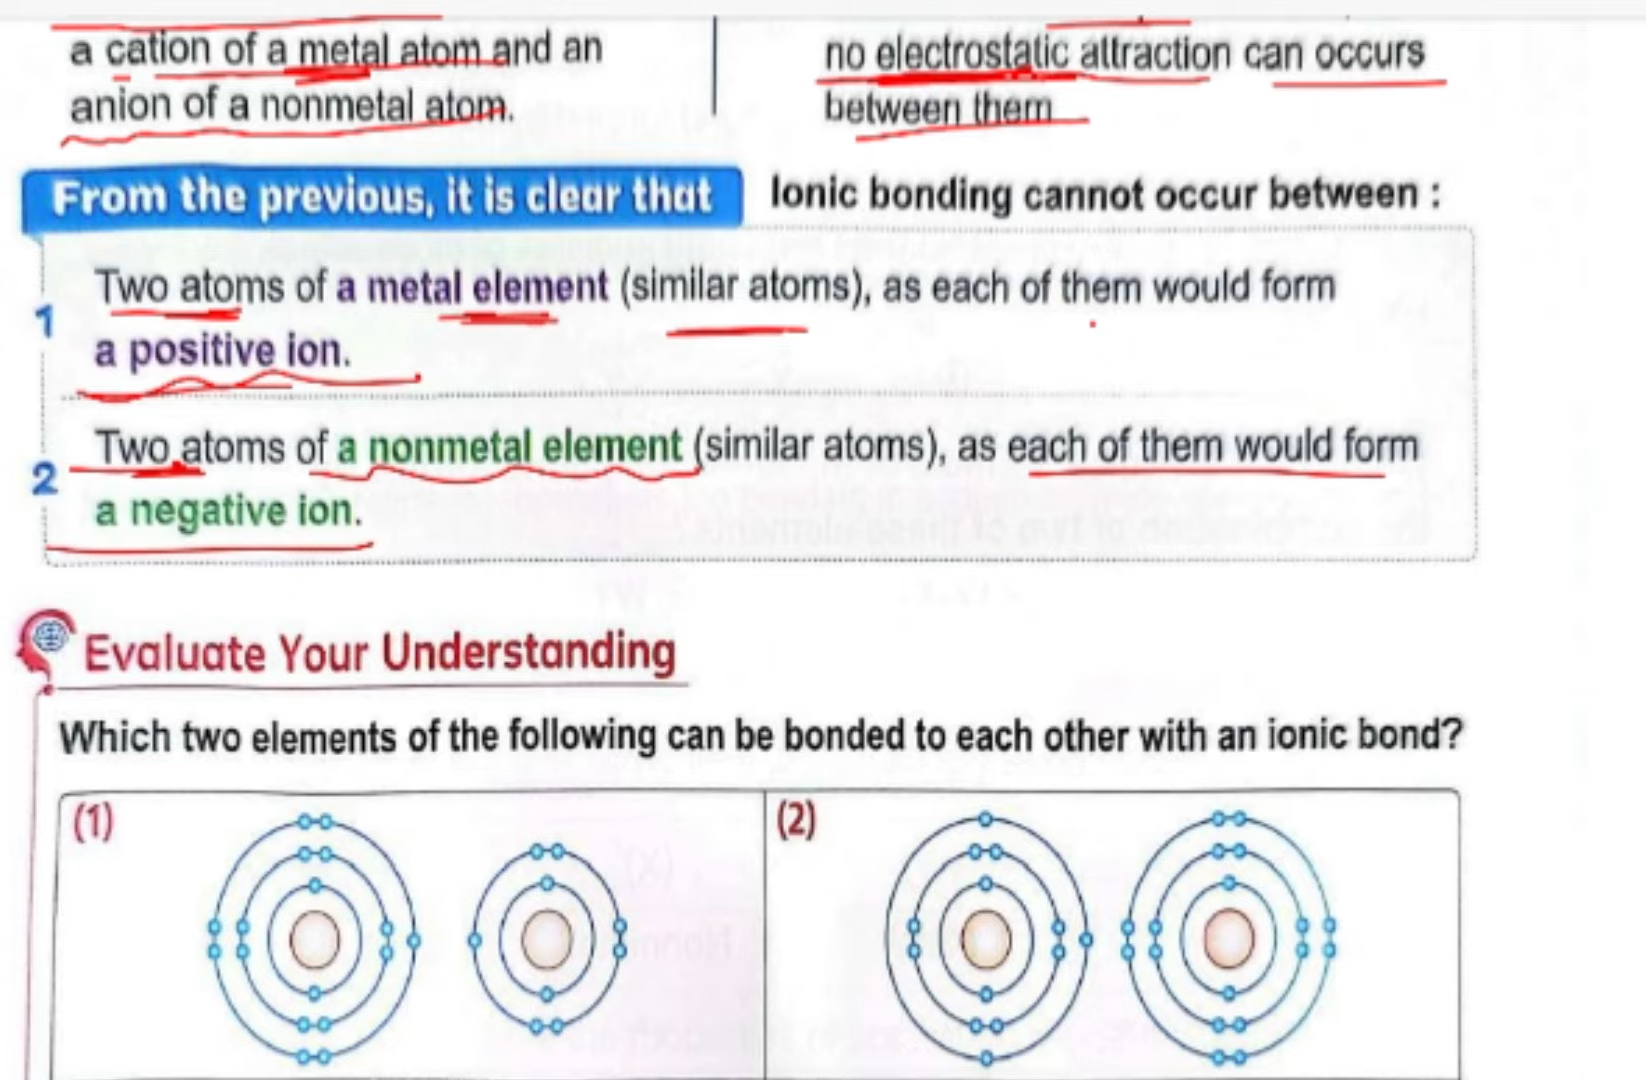 a cation of a metal atom and an
anion of a nonmetal atom.
no electrostatic attraction can occurs
between them
From the previous, it is clear that Ionic bonding cannot occur between :
1 Two atoms of a metal element (similar atoms), as each of them would form
a positive ion.
2 Two atoms of a nonmetal element (similar atoms), as each of them would form
a negative ion.
Evaluate Your Understanding
Which two elements of the following can be bonded to each other with an ionic bond?
(1)
(2)